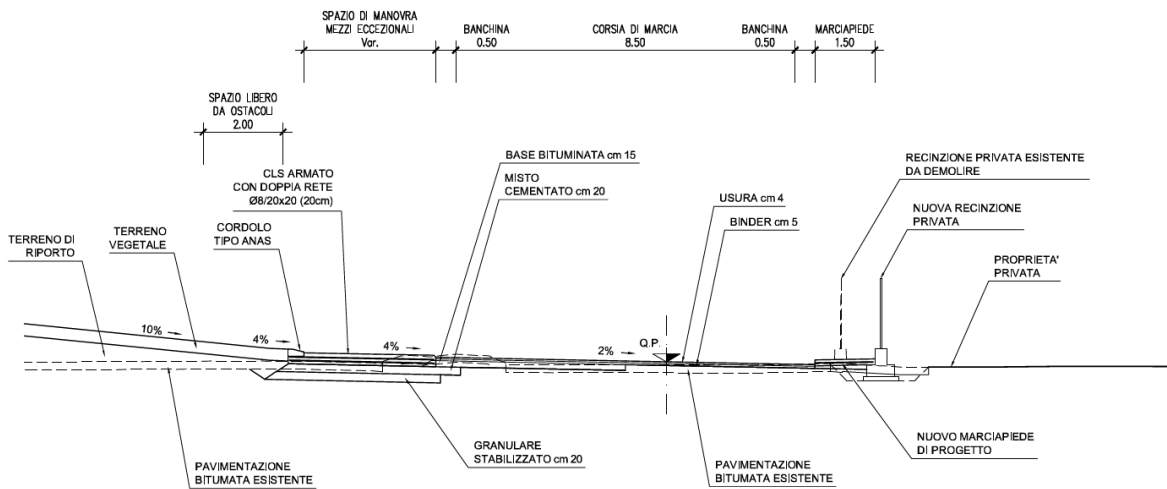 SPAZIO DI MANOVRA
MEZZI ECCEZIONALI
Var.
BANCHINA
0.50
CORSIA DI MARCIA
8.50
BANCHINA
0.50
MARCIAPIEDE
1.50
SPAZIO LIBERO
DA OSTACOLI
2.00
CLS ARMATO
CON DOPPIA RETE
Ø8/20x20 (20cm)
BASE BITUMINATA cm 15
MISTO
CEMENTATO cm 20
USURA cm 4
BINDER cm 5
RECINZIONE PRIVATA ESISTENTE
DA DEMOLIRE
NUOVA RECINZIONE
PRIVATA
TERRENO DI
RIPORTO
TERRENO
VEGETALE
CORDOLO
TIPO ANAS
PROPRIETA'
PRIVATA
10%
4%
4%
2%
Q.P.
GRANULARE
STABILIZZATO cm 20
PAVIMENTAZIONE
BITUMATA ESISTENTE
PAVIMENTAZIONE
BITUMATA ESISTENTE
NUOVO MARCIAPIEDE
DI PROGETTO